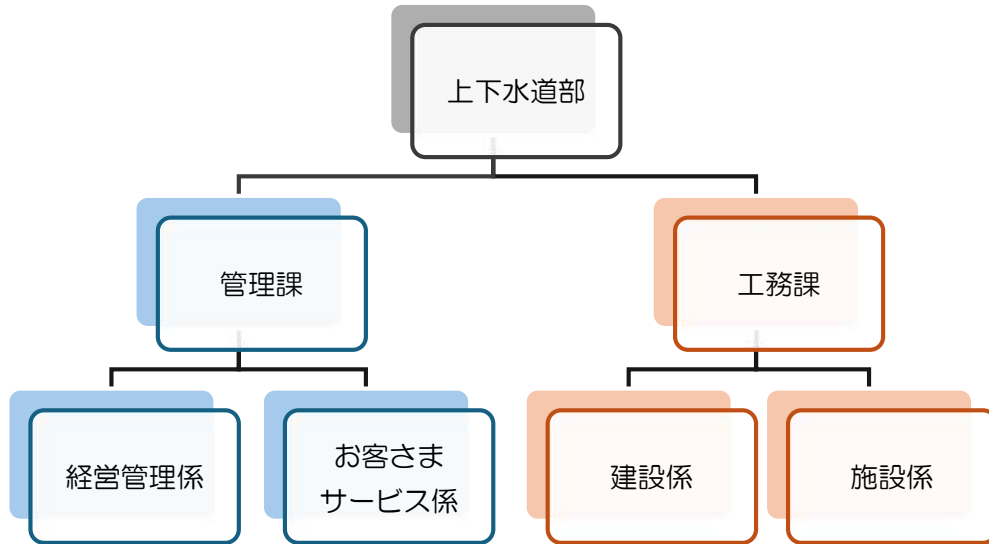 上下水道部
管理課
工務課
経営管理係
お客さま
サービス係
建設係
施設係